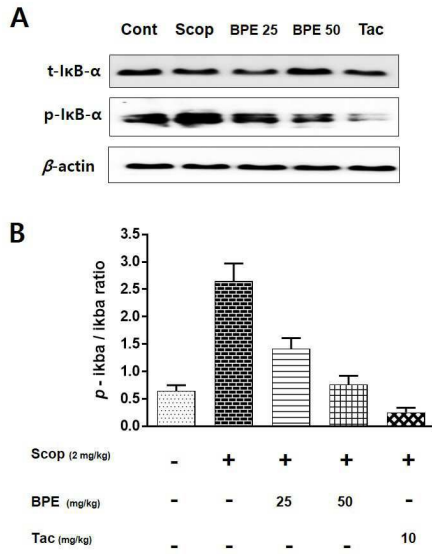 A
Cont Scop BPE 25 BPE 50 Tac
t-IκB-α
p-IκB-α
β-actin
B
p - ikba / ikba ratio
3.5
3.0
2.5
2.0
1.5
1.0
0.5
0.0
Scop (2 mg/kg) - + + + +
BPE (mg/kg) - - 25 50 -
Tac (mg/kg) - - - - 10